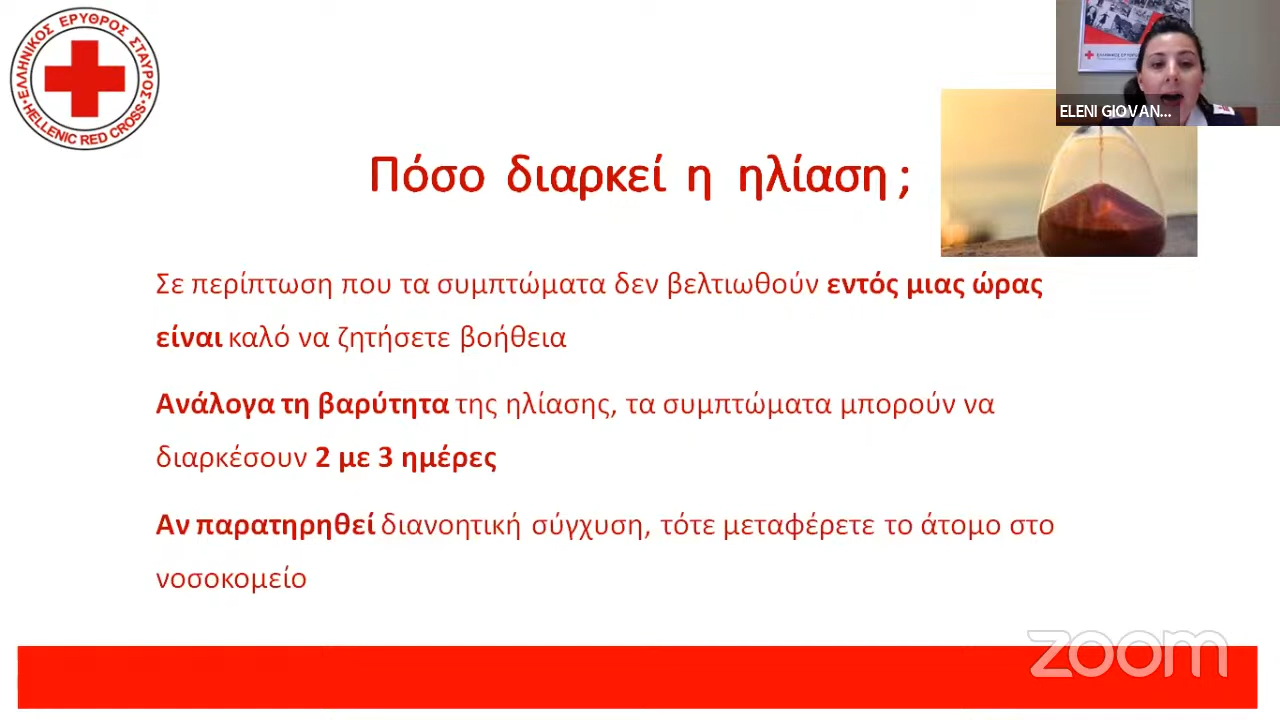 ΕΛΛΗΝΙΚΟΣ ΕΡΥΘΡΟΣ ΣΤΑΥΡΟΣ
HELLENIC RED CROSS
ELENI GIOVAN...
Πόσο διαρκεί η ηλίαση ;
Σε περίπτωση που τα συμπτώματα δεν βελτιωθούν εντός μιας ώρας
είναι καλό να ζητήσετε βοήθεια
Ανάλογα τη βαρύτητα της ηλίασης, τα συμπτώματα μπορούν να
διαρκέσουν 2 με 3 ημέρες
Αν παρατηρηθεί διανοητική σύγχυση, τότε μεταφέρετε το άτομο στο
νοσοκομείο
zoom